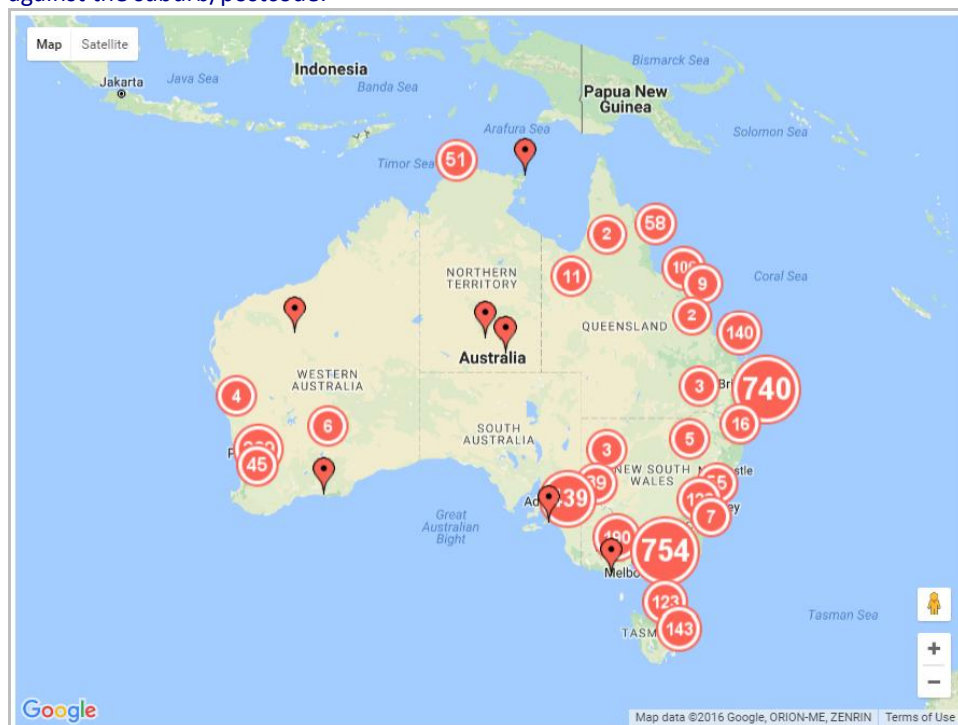 against the suburb/postcode.
Map
Satellite
Indonesia
Jakarta
Java Sea
Banda Sea
Bismarck Sea
Papua New
Guinea
Arafura Sea
Solomon Sea
Timor Sea
51
58
2
11
9
Coral Sea
NORTHERN
TERRITORY
2
QUEENSLAND
140
Australia
WESTERN
AUSTRALIA
3
740
4
16
6
SOUTH
AUSTRALIA
5
3
45
NEW SOUTH
WALES
439
7
Great
Australian
Bight
190
754
123
143
Tasman Sea
+
−
Google
Map data ©2016 Google, ORION-ME, ZENRIN
Terms of Use